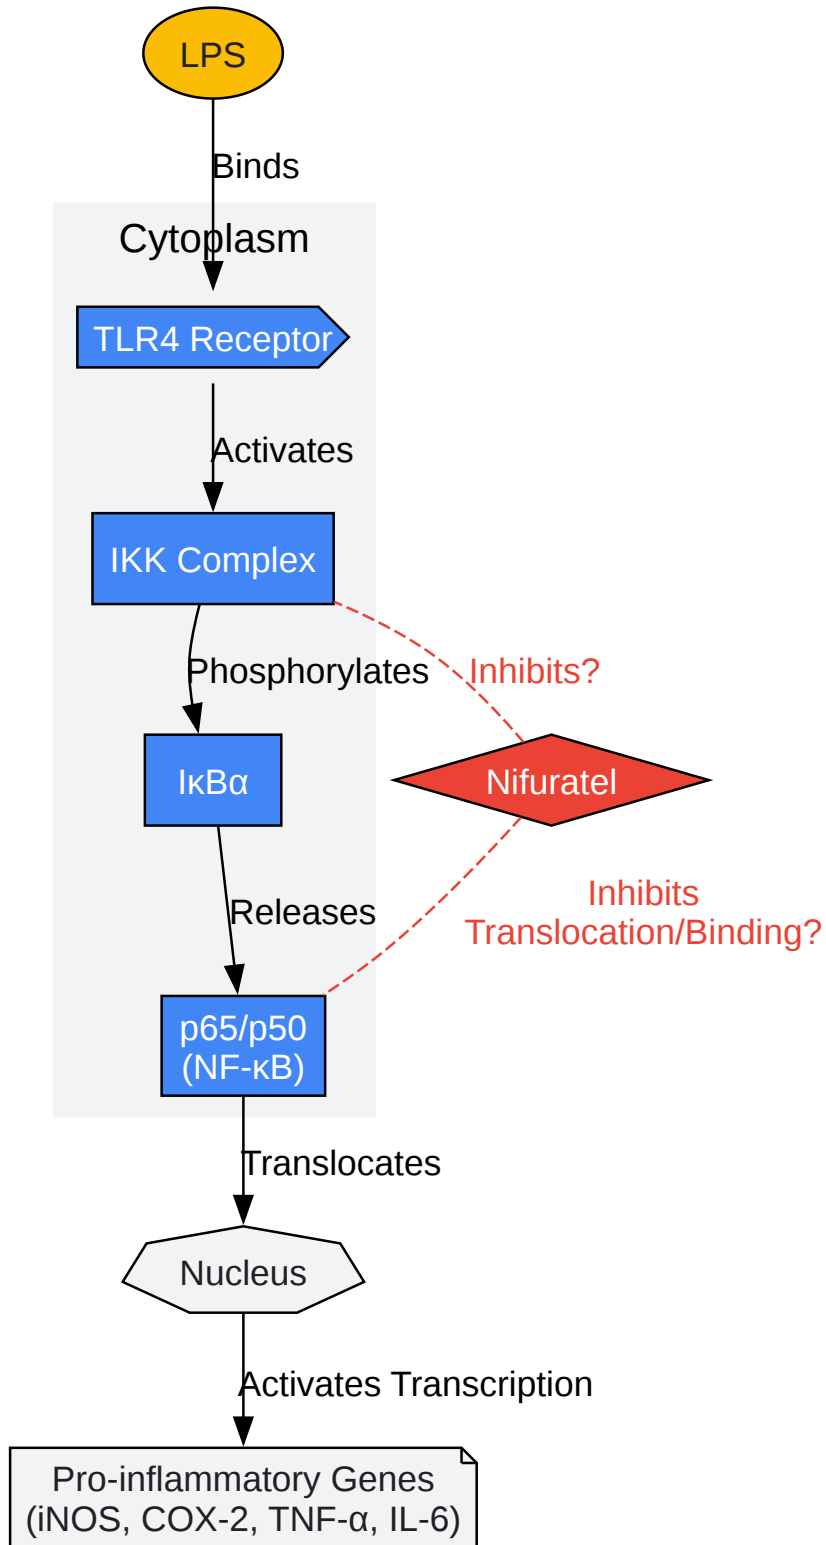 LPS
Binds
Cytoplasm
TLR4 Receptor
Activates
IKK Complex
Phosphorylates
Inhibits?
IκBα
Nifuratel
Releases
Inhibits
Translocation/Binding?
p65/p50
(NF-κB)
Translocates
Nucleus
Activates Transcription
Pro-inflammatory Genes
(iNOS, COX-2, TNF-α, IL-6)